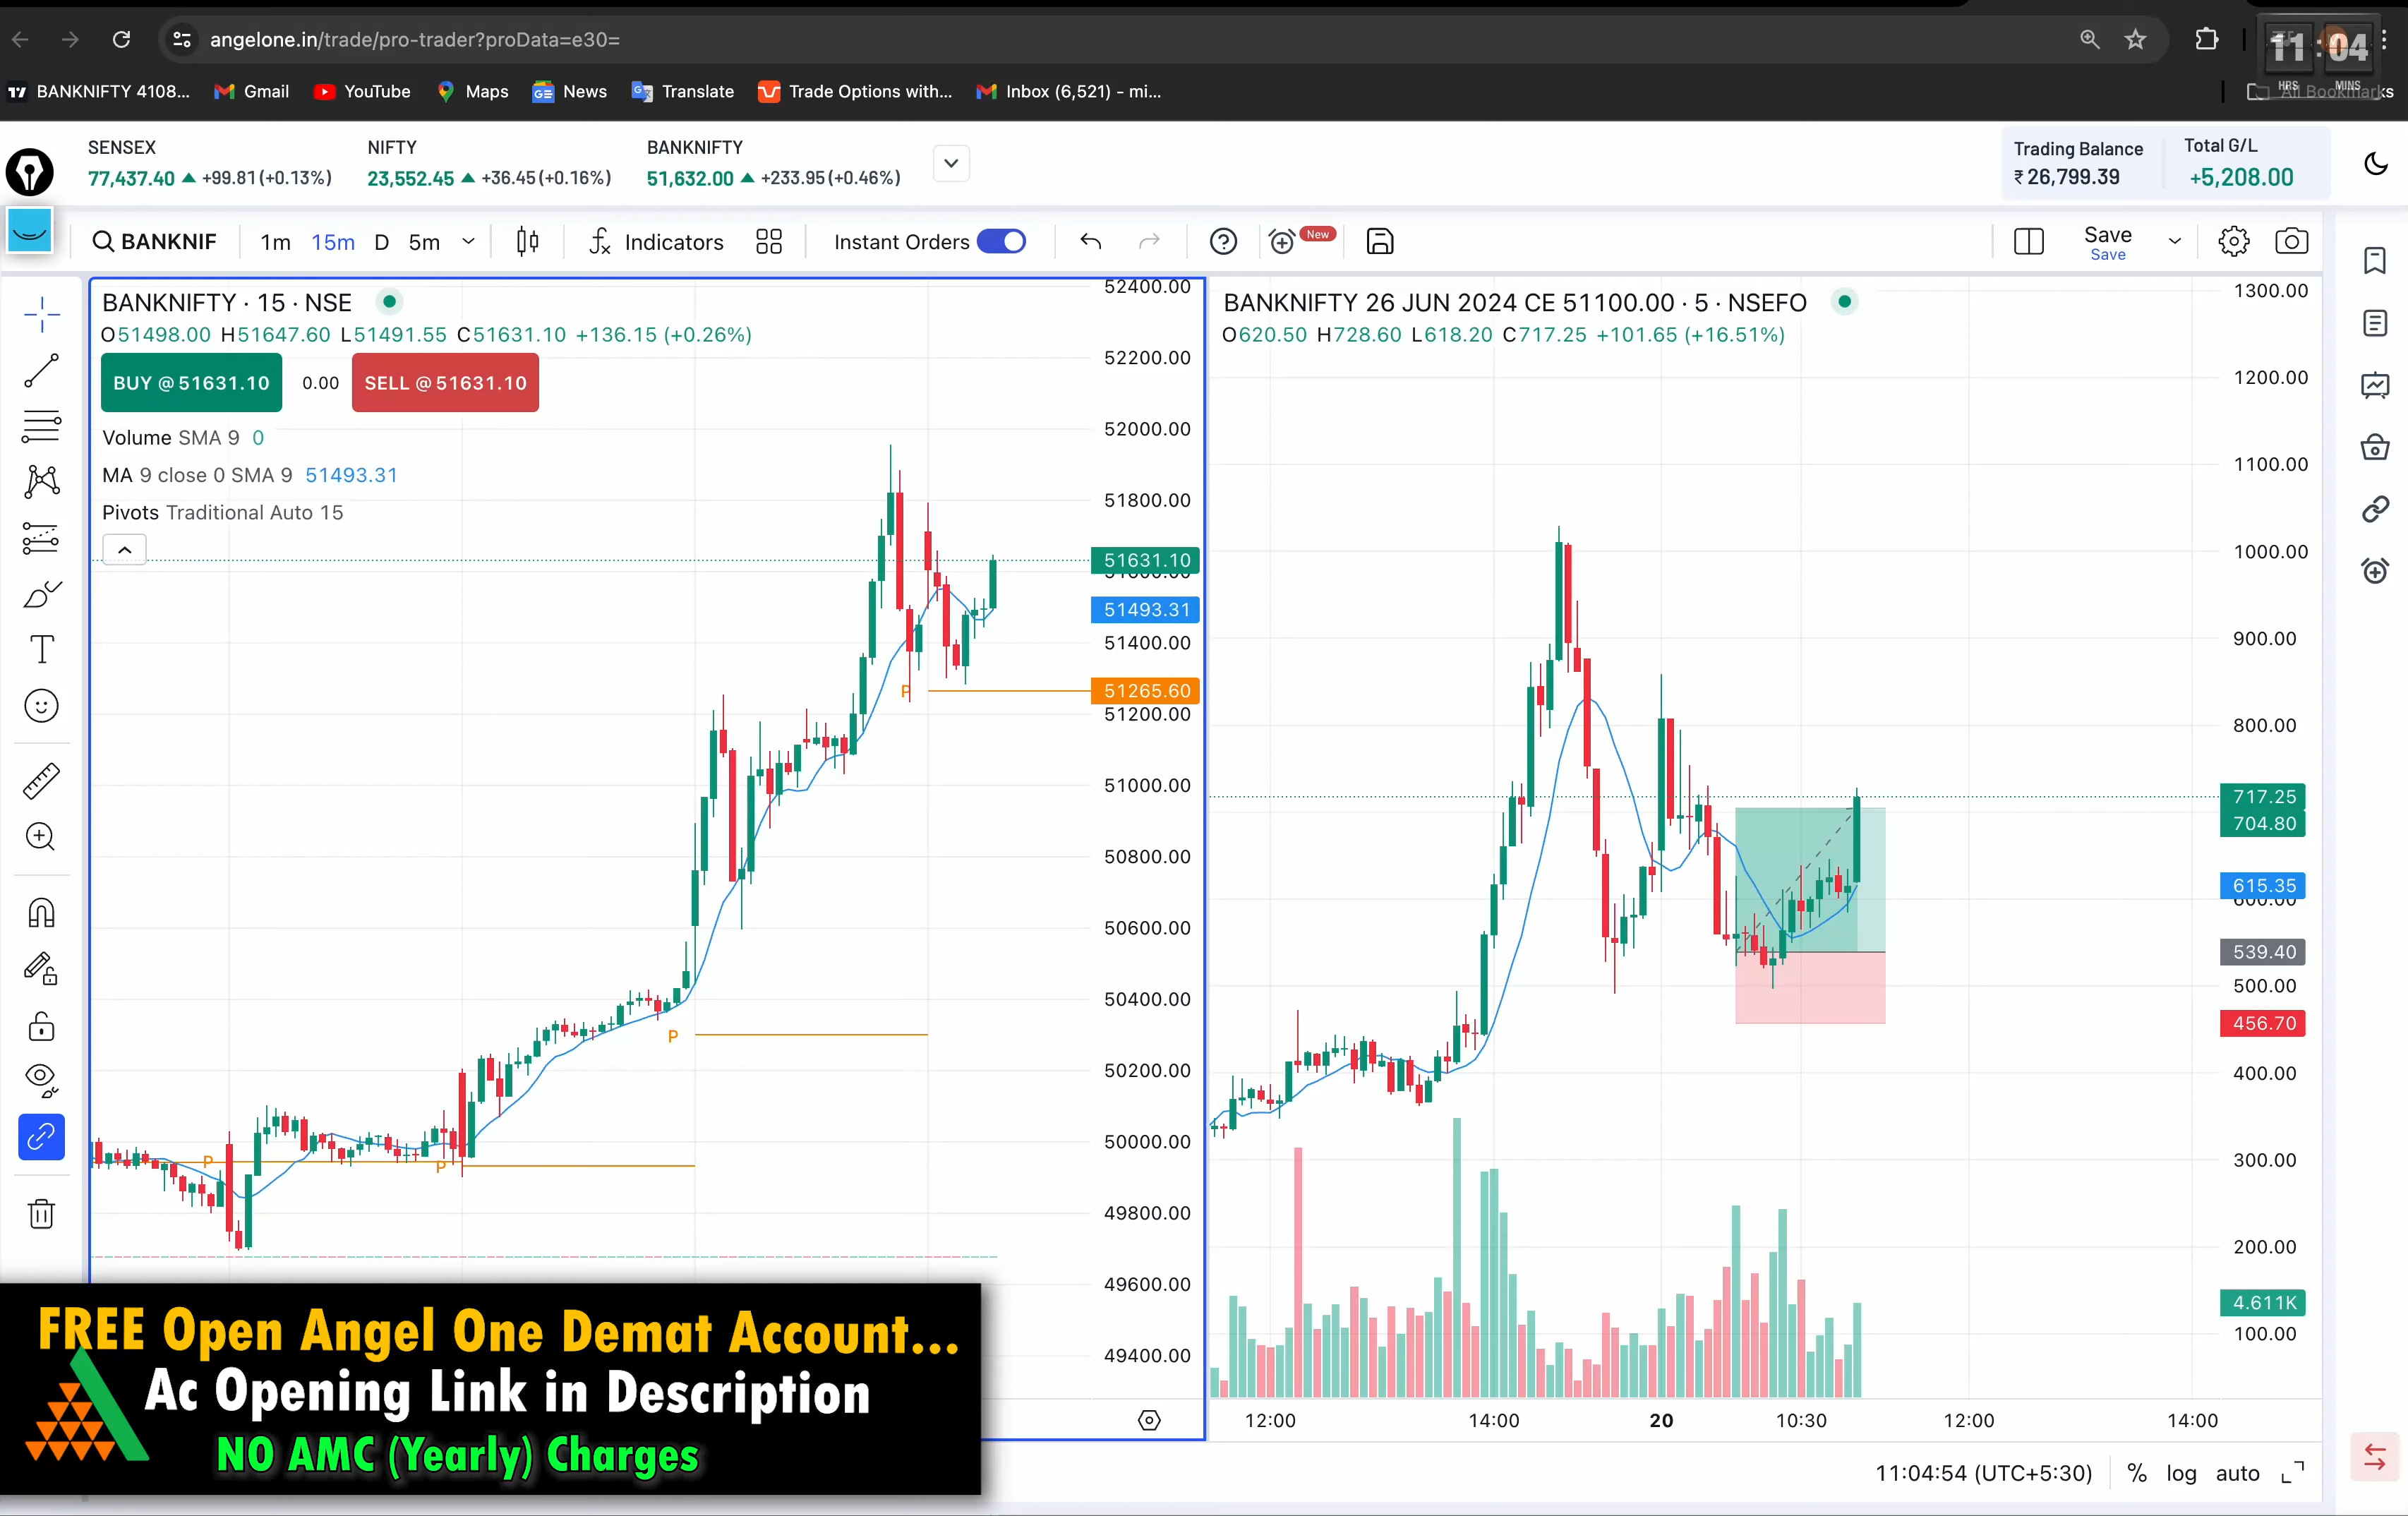 angelone.in/trade/pro-trader?proData=e30=
11:04
HRS MINS
BANKNIFTY 4108... Gmail YouTube Maps News Translate Trade Options with... Inbox (6,521) - mi... All Bookmarks
SENSEX NIFTY BANKNIFTY
77,437.40 +99.81(+0.13%) 23,552.45 +36.45(+0.16%) 51,632.00 +233.95(+0.46%)
Trading Balance Total G/L
₹ 26,799.39 +5,208.00
BANKNIF 1m 15m D 5m Indicators Instant Orders New Save
Save
BANKNIFTY · 15 · NSE
O51498.00 H51647.60 L51491.55 C51631.10 +136.15 (+0.26%)
BUY @ 51631.10 0.00 SELL @ 51631.10
Volume SMA 9 0
MA 9 close 0 SMA 9 51493.31
Pivots Traditional Auto 15
P
P
P
P
52400.00
52200.00
52000.00
51800.00
51631.10
51600.00
51493.31
51400.00
51265.60
51200.00
51000.00
50800.00
50600.00
50400.00
50200.00
50000.00
49800.00
49600.00
49400.00
BANKNIFTY 26 JUN 2024 CE 51100.00 · 5 · NSEFO
O620.50 H728.60 L618.20 C717.25 +101.65 (+16.51%)
1300.00
1200.00
1100.00
1000.00
900.00
800.00
717.25
704.80
615.35
600.00
539.40
500.00
456.70
400.00
300.00
200.00
4.611K
100.00
12:00 14:00 20 10:30 12:00 14:00
11:04:54 (UTC+5:30) % log auto
FREE Open Angel One Demat Account...
Ac Opening Link in Description
NO AMC (Yearly) Charges